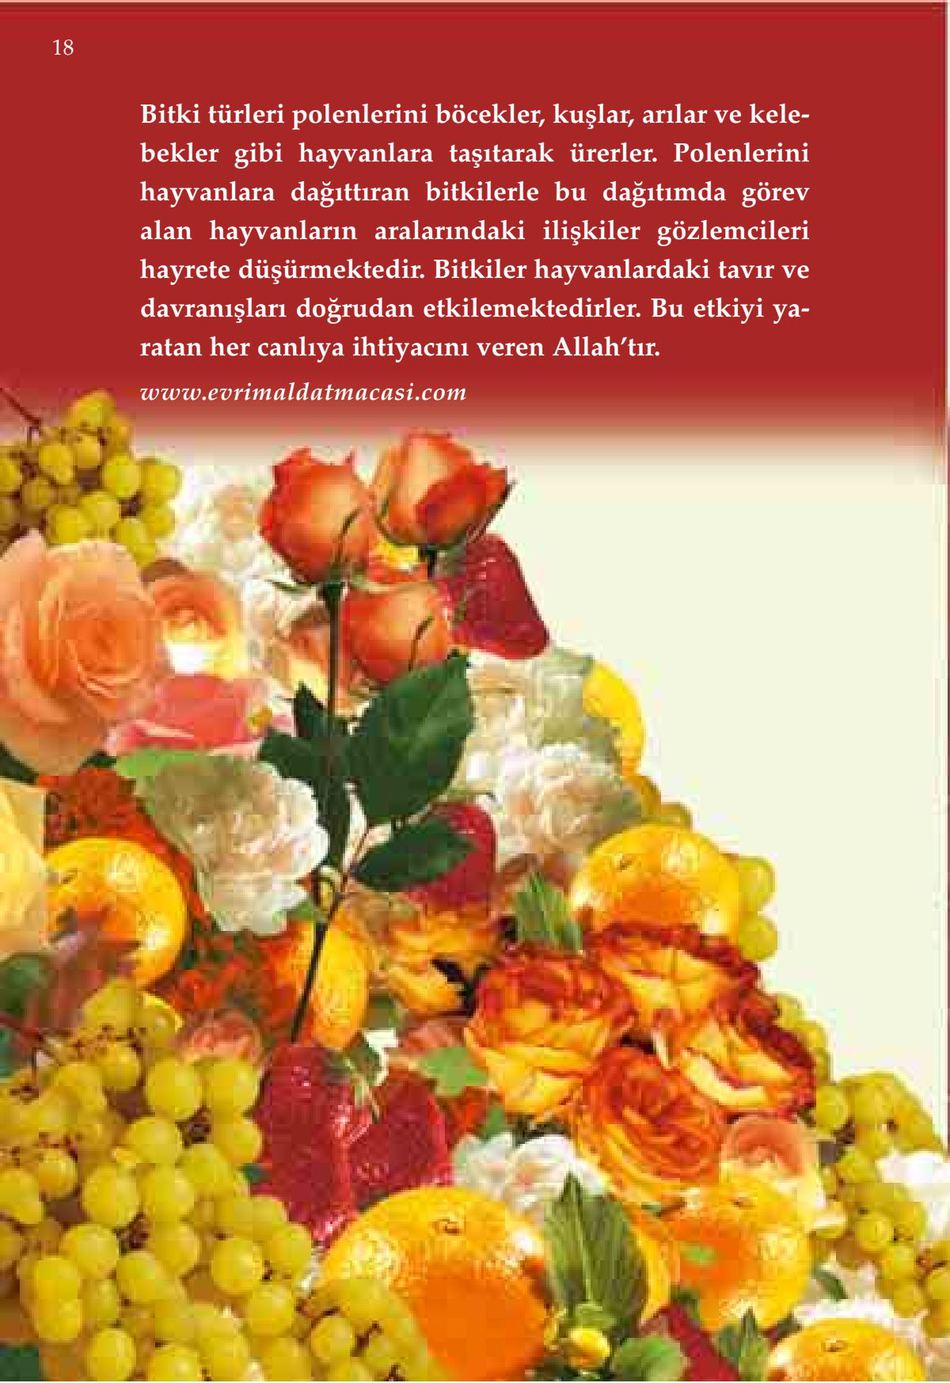 18
Bitki türleri polenlerini böcekler, kuşlar, arılar ve kele-
bekler gibi hayvanlara taşıtarak ürerler. Polenlerini
hayvanlara dağıttıran bitkilerle bu dağıtımda görev
alan hayvanların aralarındaki ilişkiler gözlemcileri
hayrete düşürmektedir. Bitkiler hayvanlardaki tavır ve
davranışları doğrudan etkilemektedirler. Bu etkiyi ya-
ratan her canlıya ihtiyacını veren Allah’tır.
www.evrimaldatmacasi.com